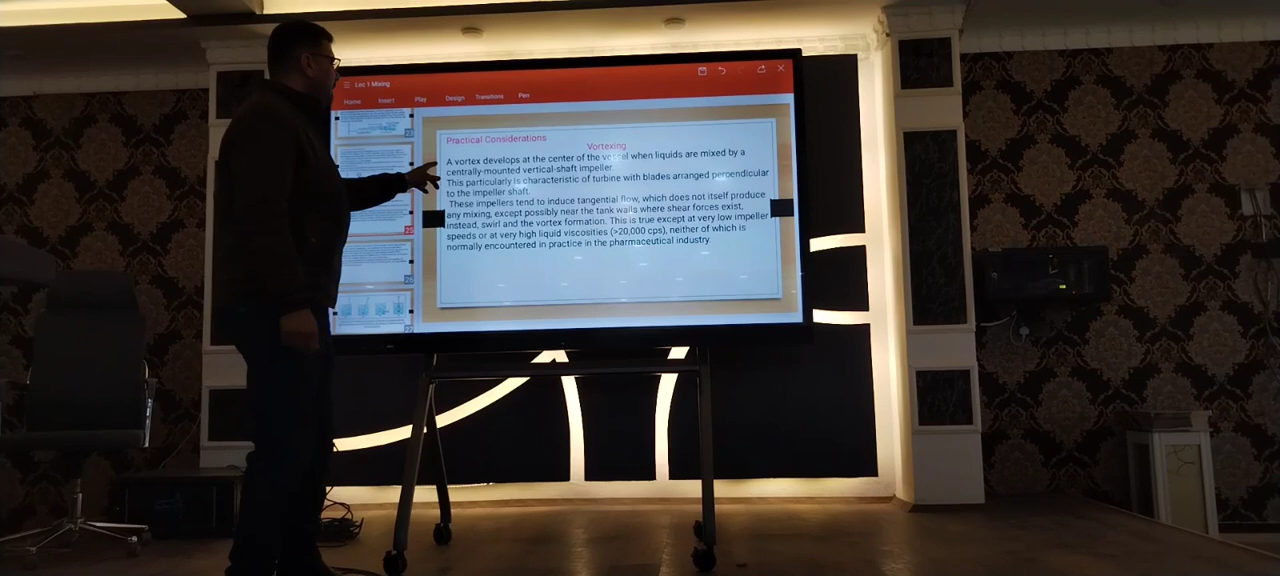 Lec 1 Mixing
Home Insert Play Design Transitions Pen
Practical Considerations
Vortexing
A vortex develops at the center of the vessel when liquids are mixed by a
centrally-mounted vertical-shaft impeller.
This particularly is characteristic of turbine with blades arranged perpendicular
to the impeller shaft.
These impellers tend to induce tangential flow, which does not itself produce
any mixing, except possibly near the tank walls where shear forces exist,
instead, swirl and the vortex formation. This is true except at very low impeller
speeds or at very high liquid viscosities (>20,000 cps), neither of which is
normally encountered in practice in the pharmaceutical industry.